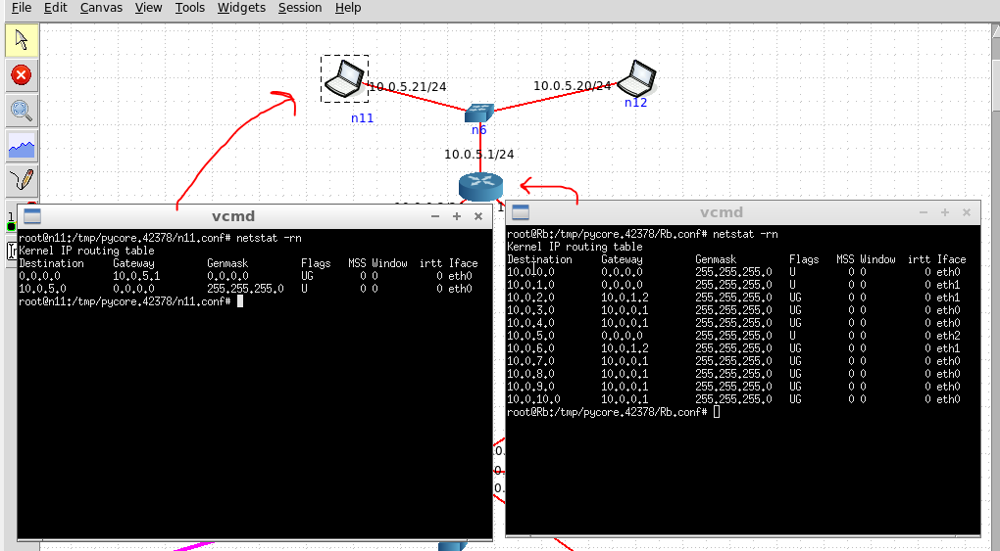 File Edit Canvas View Tools Widgets Session Help
10.0.5.21/24
10.0.5.20/24
n11
n12
n6
10.0.5.1/24
vcmd
root@n11:/tmp/pycore.42378/n11.conf# netstat -rn
Kernel IP routing table
Destination Gateway Genmask Flags MSS Window irtt Iface
0.0.0.0 10.0.5.1 0.0.0.0 UG 0 0 0 eth0
10.0.5.0 0.0.0.0 255.255.255.0 U 0 0 0 eth0
root@n11:/tmp/pycore.42378/n11.conf#
vcmd
root@Rb:/tmp/pycore.42378/Rb.conf# netstat -rn
Kernel IP routing table
Destination Gateway Genmask Flags MSS Window irtt Iface
10.0.0.0 0.0.0.0 255.255.255.0 U 0 0 0 eth0
10.0.1.0 0.0.0.0 255.255.255.0 U 0 0 0 eth1
10.0.2.0 10.0.1.2 255.255.255.0 UG 0 0 0 eth1
10.0.3.0 10.0.0.1 255.255.255.0 UG 0 0 0 eth0
10.0.4.0 10.0.0.1 255.255.255.0 UG 0 0 0 eth0
10.0.5.0 0.0.0.0 255.255.255.0 U 0 0 0 eth2
10.0.6.0 10.0.1.2 255.255.255.0 UG 0 0 0 eth1
10.0.7.0 10.0.0.1 255.255.255.0 UG 0 0 0 eth0
10.0.8.0 10.0.0.1 255.255.255.0 UG 0 0 0 eth0
10.0.9.0 10.0.0.1 255.255.255.0 UG 0 0 0 eth0
10.0.10.0 10.0.0.1 255.255.255.0 UG 0 0 0 eth0
root@Rb:/tmp/pycore.42378/Rb.conf#